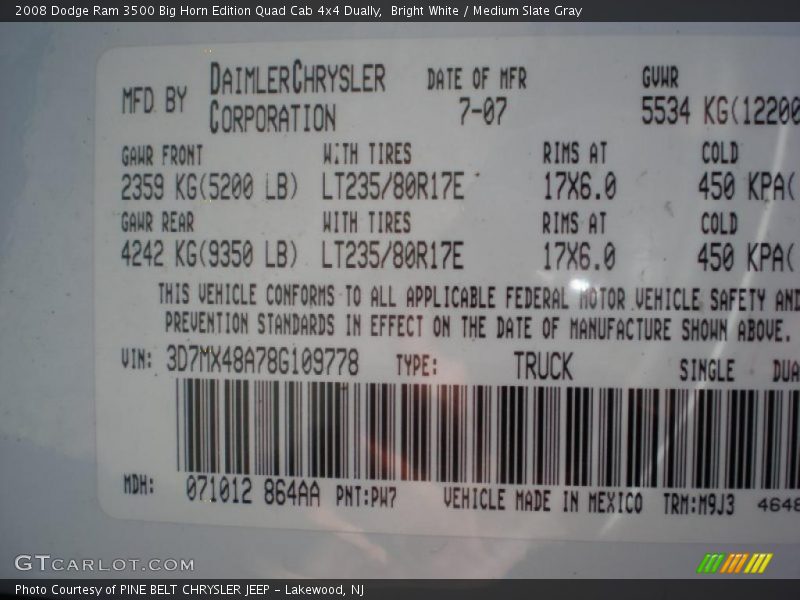 2008 Dodge Ram 3500 Big Horn Edition Quad Cab 4x4 Dually,  Bright White / Medium Slate Gray
MFD BY DAIMLERCHRYSLER CORPORATION DATE OF MFR 7-07 GVWR 5534 KG(12200
GAWR FRONT WITH TIRES RIMS AT COLD
2359 KG(5200 LB) LT235/80R17E 17X6.0 450 KPA(
GAWR REAR WITH TIRES RIMS AT COLD
4242 KG(9350 LB) LT235/80R17E 17X6.0 450 KPA(
THIS VEHICLE CONFORMS TO ALL APPLICABLE FEDERAL MOTOR VEHICLE SAFETY AND
PREVENTION STANDARDS IN EFFECT ON THE DATE OF MANUFACTURE SHOWN ABOVE.
VIN: 3D7MX48A78G109778 TYPE: TRUCK SINGLE DUA
MDH: 071012 864AA PNT:PW7 VEHICLE MADE IN MEXICO TRM:M9J3 4648
GTCARLOT.COM
Photo Courtesy of PINE BELT CHRYSLER JEEP - Lakewood, NJ